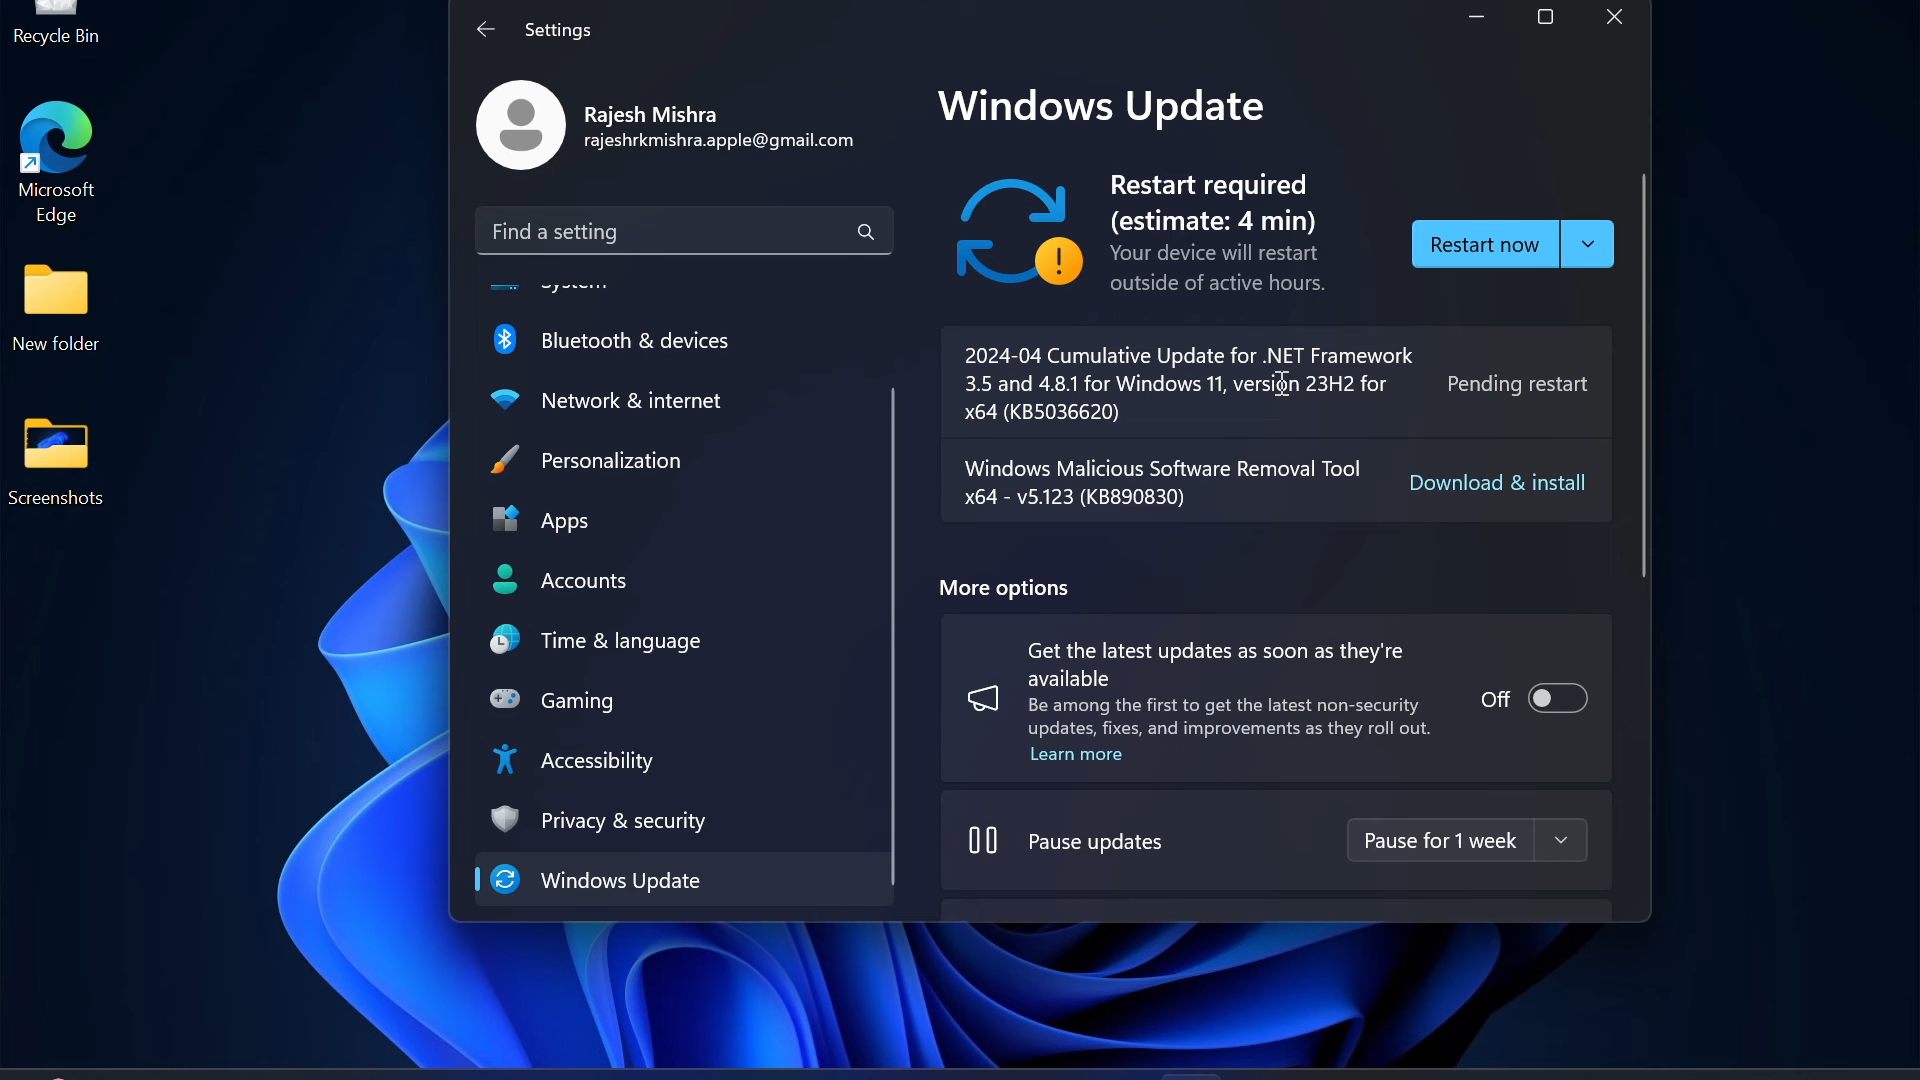 Recycle Bin
Microsoft
Edge
New folder
Screenshots
Settings
Rajesh Mishra
rajeshrkmishra.apple@gmail.com
Find a setting
System
Bluetooth & devices
Network & internet
Personalization
Apps
Accounts
Time & language
Gaming
Accessibility
Privacy & security
Windows Update
Windows Update
Restart required
(estimate: 4 min)
Your device will restart
outside of active hours.
Restart now
2024-04 Cumulative Update for .NET Framework
3.5 and 4.8.1 for Windows 11, version 23H2 for
x64 (KB5036620)
Pending restart
Windows Malicious Software Removal Tool
x64 - v5.123 (KB890830)
Download & install
More options
Get the latest updates as soon as they're
available
Be among the first to get the latest non-security
updates, fixes, and improvements as they roll out.
Learn more
Off
Pause updates
Pause for 1 week